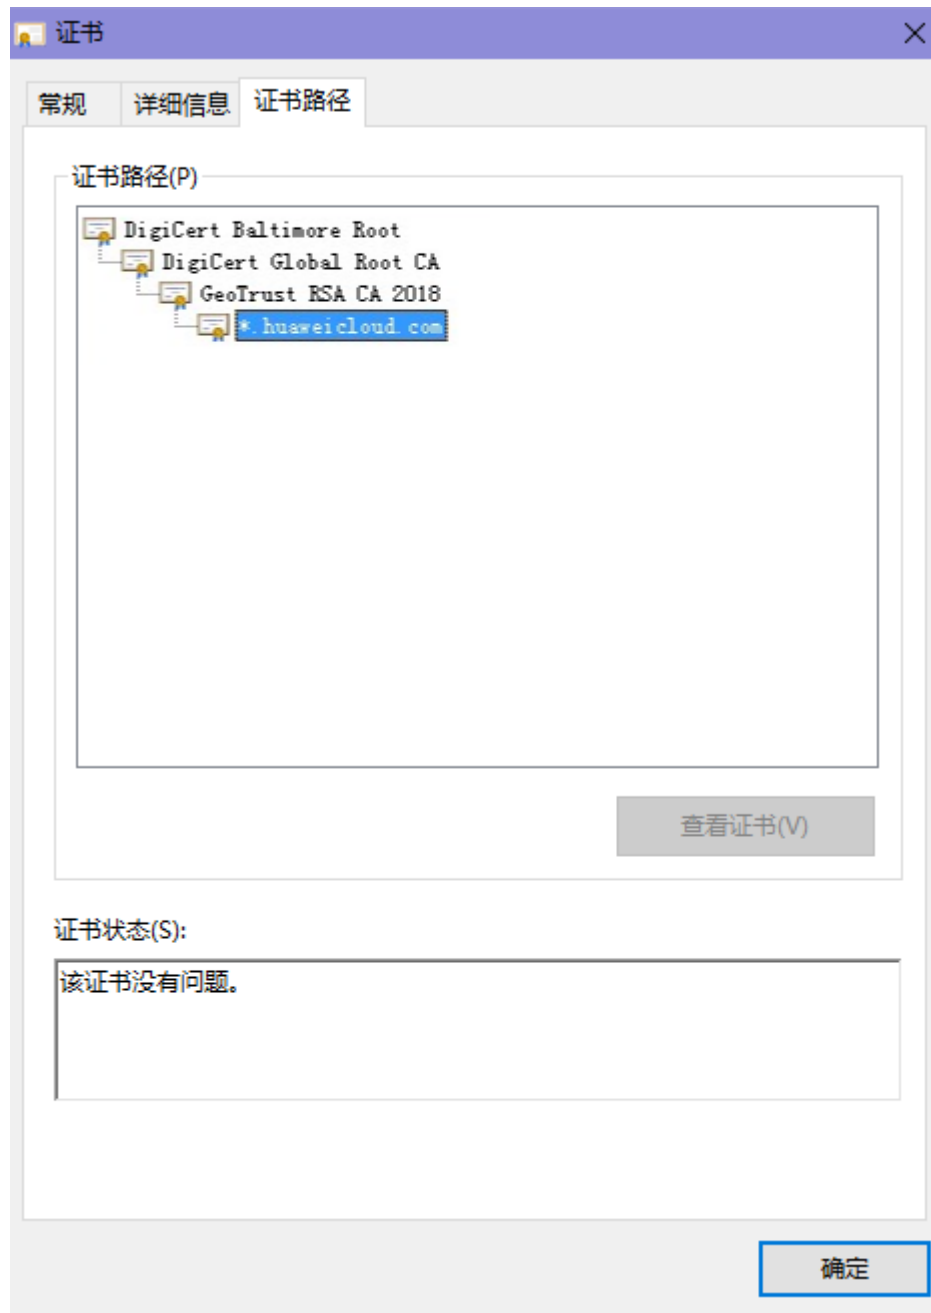 证书
常规 详细信息 证书路径
证书路径(P)
DigiCert Baltimore Root
DigiCert Global Root CA
GeoTrust RSA CA 2018
*.huaweicloud.com
查看证书(V)
证书状态(S):
该证书没有问题。
确定